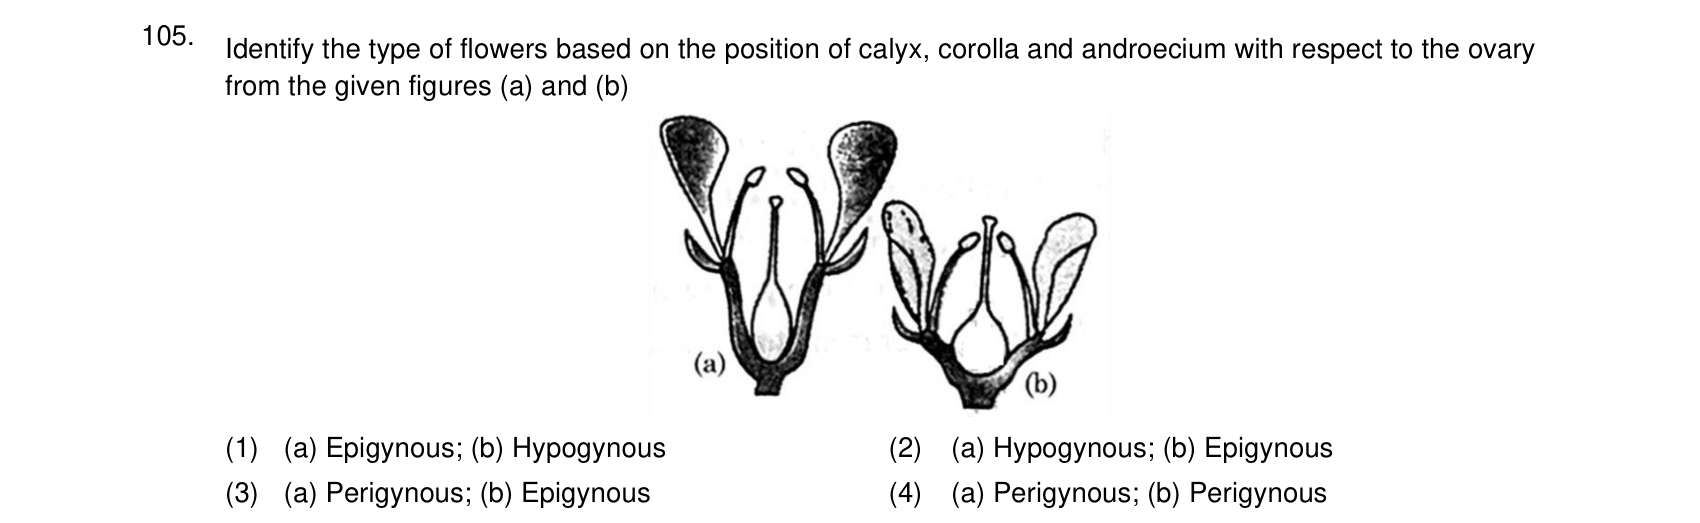 105.
Identify the type of flowers based on the position of calyx, corolla and androecium with respect to the ovary
from the given figures (a) and (b)
(a)
(b)
(1) (a) Epigynous; (b) Hypogynous
(2) (a) Hypogynous; (b) Epigynous
(3) (a) Perigynous; (b) Epigynous
(4) (a) Perigynous; (b) Perigynous